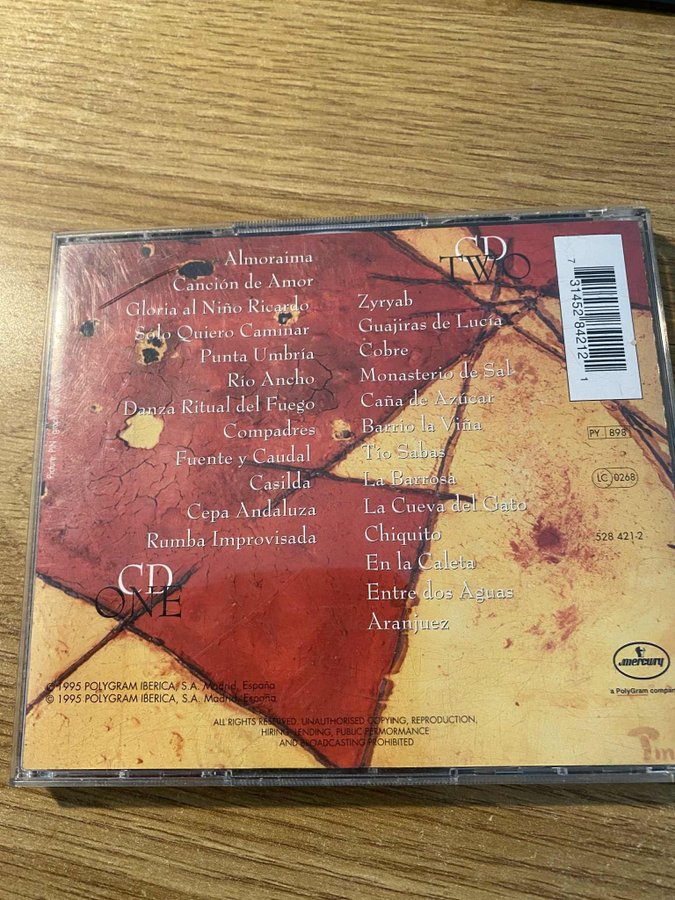 Almoraima
Canción de Amor
Gloria al Niño Ricardo
Solo Quiero Caminar
Punta Umbría
Río Ancho
Danza Ritual del Fuego
Compadres
Fuente y Caudal
Casilda
Cepa Andaluza
Rumba Improvisada
CD
ONE
CD
TWO
Zyryab
Guajiras de Lucía
Cobre
Monasterio de Sal
Caña de Azúcar
Barrio la Viña
Tío Sabas
La Barrosa
La Cueva del Gato
Chiquito
En la Caleta
Entre dos Aguas
Aranjuez
7 31452 84212 1
PY 898
LC 0268
528 421-2
mercury
a PolyGram compan
℗ 1995 POLYGRAM IBERICA, S.A. Madrid, España
© 1995 POLYGRAM IBERICA, S.A. Madrid, España
ALL RIGHTS RESERVED. UNAUTHORISED COPYING, REPRODUCTION,
HIRING, LENDING, PUBLIC PERMORMANCE
AND BROADCASTING PROHIBITED